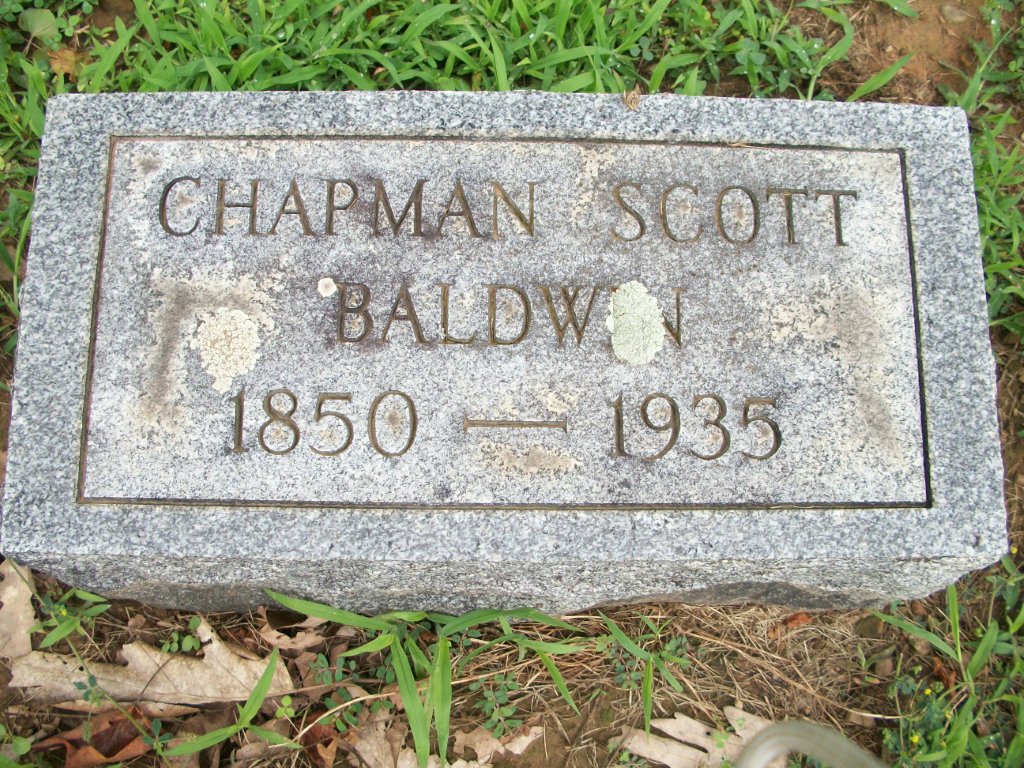 CHAPMAN SCOTT
BALDWIN
1850 — 1935